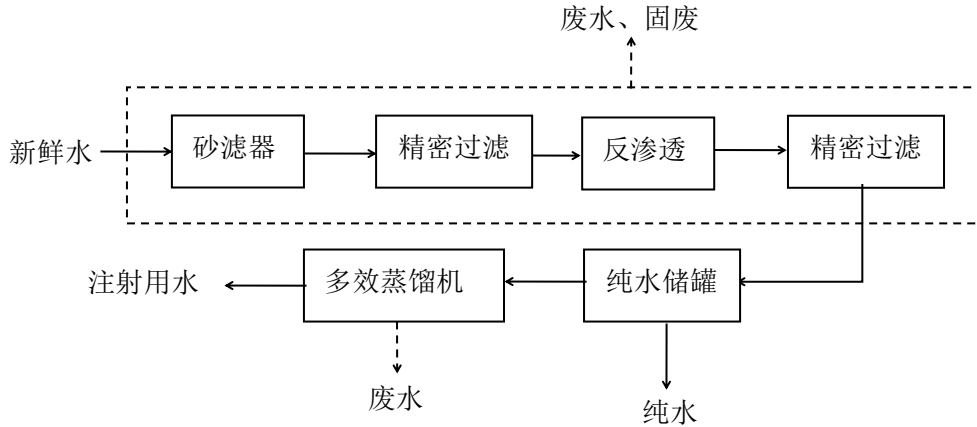 废水、固废
新鲜水
砂滤器
精密过滤
反渗透
精密过滤
注射用水
多效蒸馏机
纯水储罐
废水
纯水